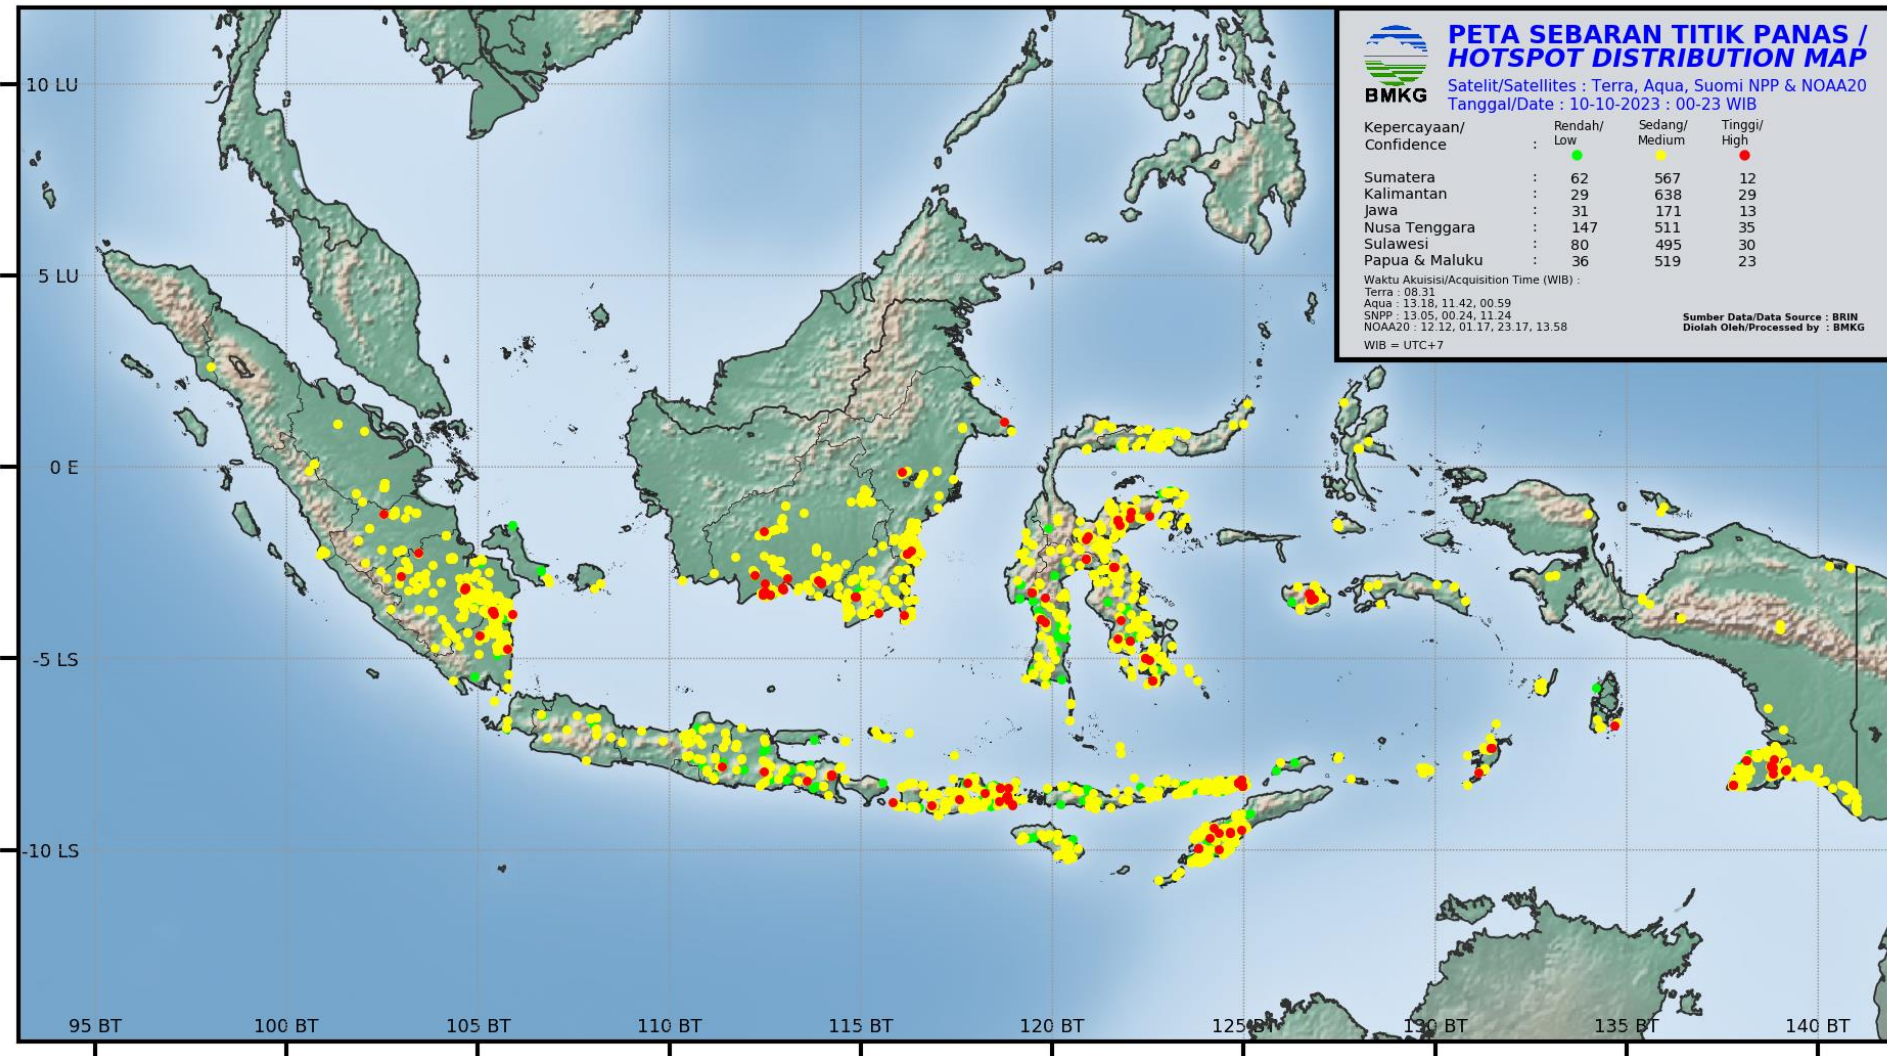 PETA SEBARAN TITIK PANAS /
HOTSPOT DISTRIBUTION MAP
BMKG
Satelit/Satellites : Terra, Aqua, Suomi NPP & NOAA20
Tanggal/Date : 10-10-2023 : 00-23 WIB
Kepercayaan/ Rendah/ Sedang/ Tinggi/
Confidence : Low Medium High
Sumatera : 62 567 12
Kalimantan : 29 638 29
Jawa : 31 171 13
Nusa Tenggara : 147 511 35
Sulawesi : 80 495 30
Papua & Maluku : 36 519 23
Waktu Akuisisi/Acquisition Time (WIB) :
Terra : 08.31
Aqua : 13.18, 11.42, 00.59
SNPP : 13.05, 00.24, 11.24
NOAA20 : 12.12, 01.17, 23.17, 13.58
WIB = UTC+7
Sumber Data/Data Source : BRIN
Diolah Oleh/Processed by : BMKG
10 LU
5 LU
0 E
-5 LS
-10 LS
95 BT 100 BT 105 BT 110 BT 115 BT 120 BT 125 BT 130 BT 135 BT 140 BT